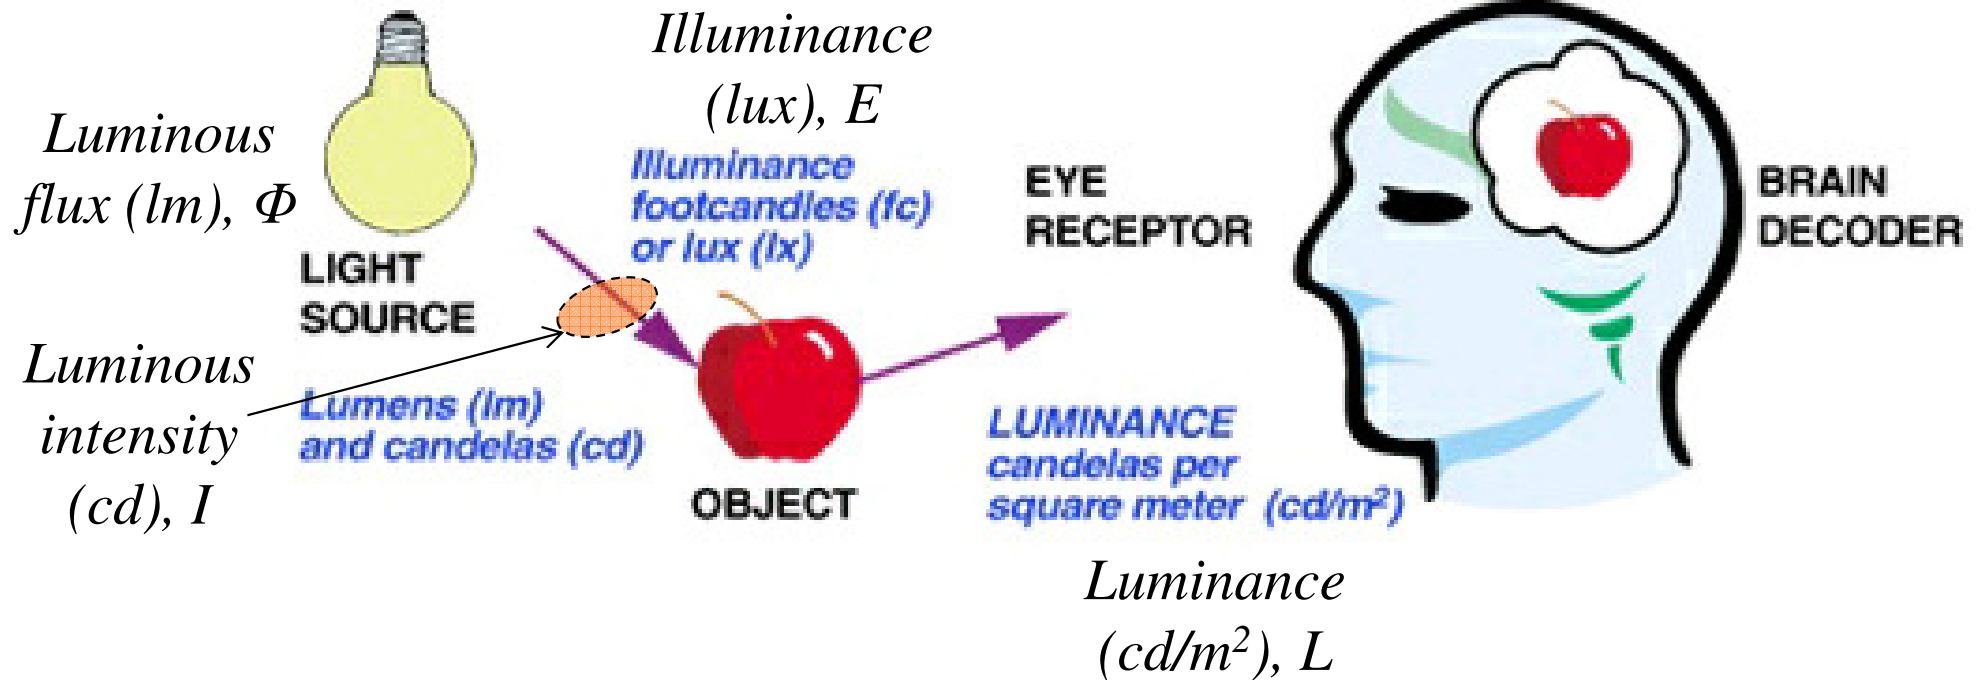 Luminous
flux (lm), Φ
LIGHT
SOURCE
Luminous
intensity
(cd), I
Lumens (lm)
and candelas (cd)
Illuminance
(lux), E
Illuminance
footcandles (fc)
or lux (lx)
OBJECT
EYE
RECEPTOR
LUMINANCE
candelas per
square meter (cd/m²)
Luminance
(cd/m²), L
BRAIN
DECODER